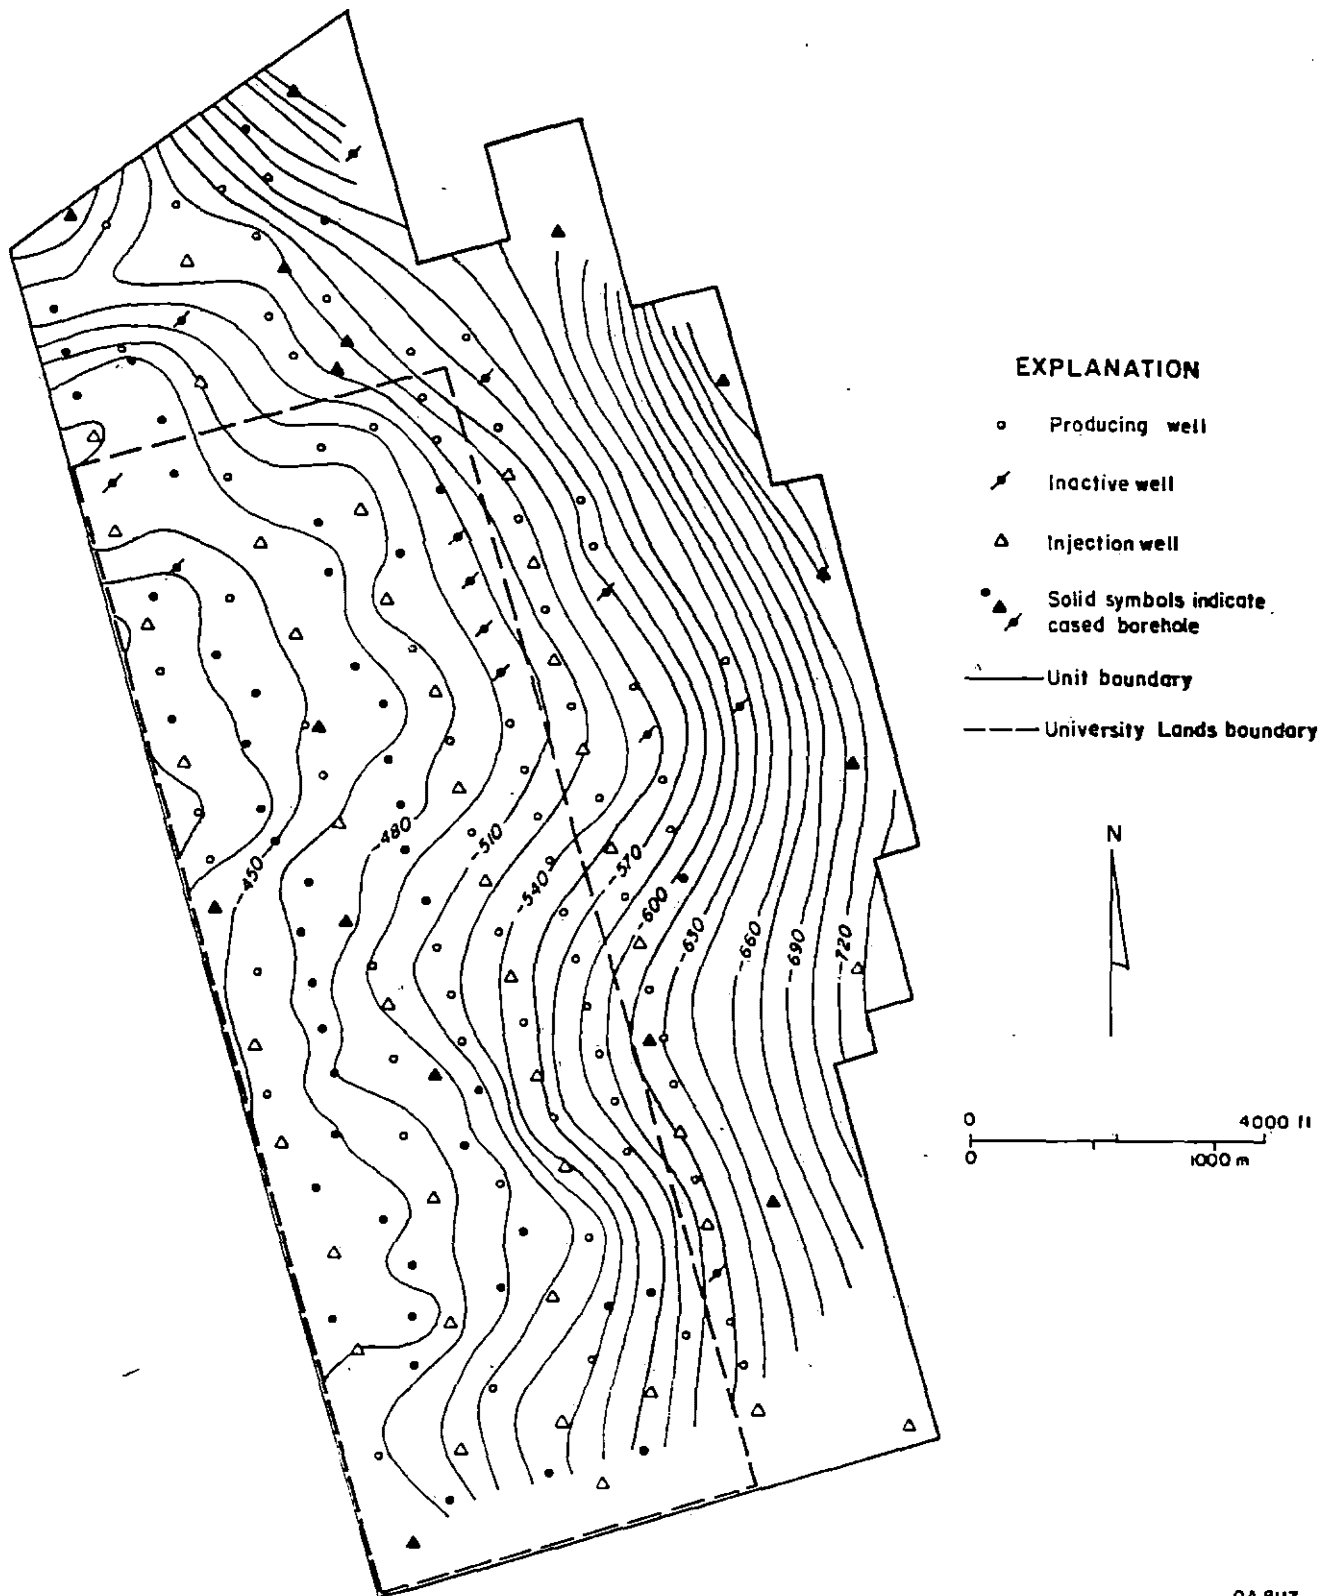 EXPLANATION
Producing well
Inactive well
Injection well
Solid symbols indicate
cased borehole
Unit boundary
University Lands boundary
-450
-480
-510
-540
-570
-600
-630
-660
-690
-720
N
0 4000 ft
0 1000 m